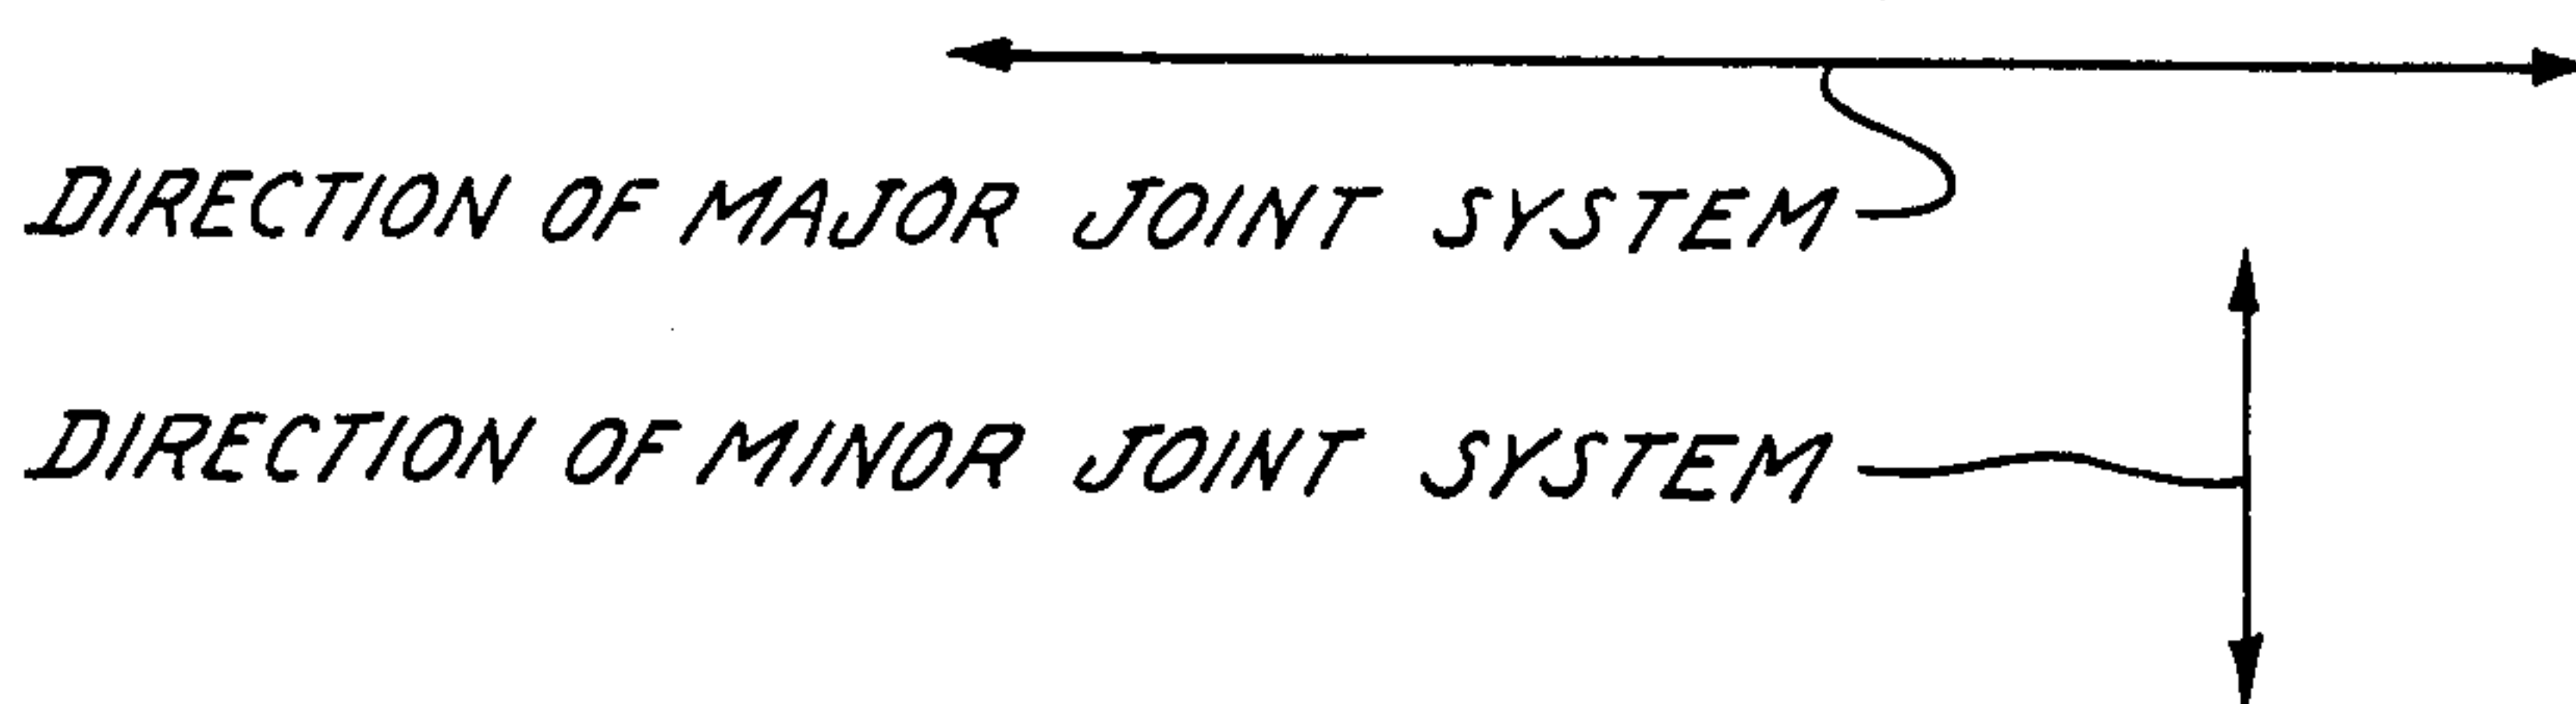 DIRECTION OF MAJOR JOINT SYSTEM
DIRECTION OF MINOR JOINT SYSTEM